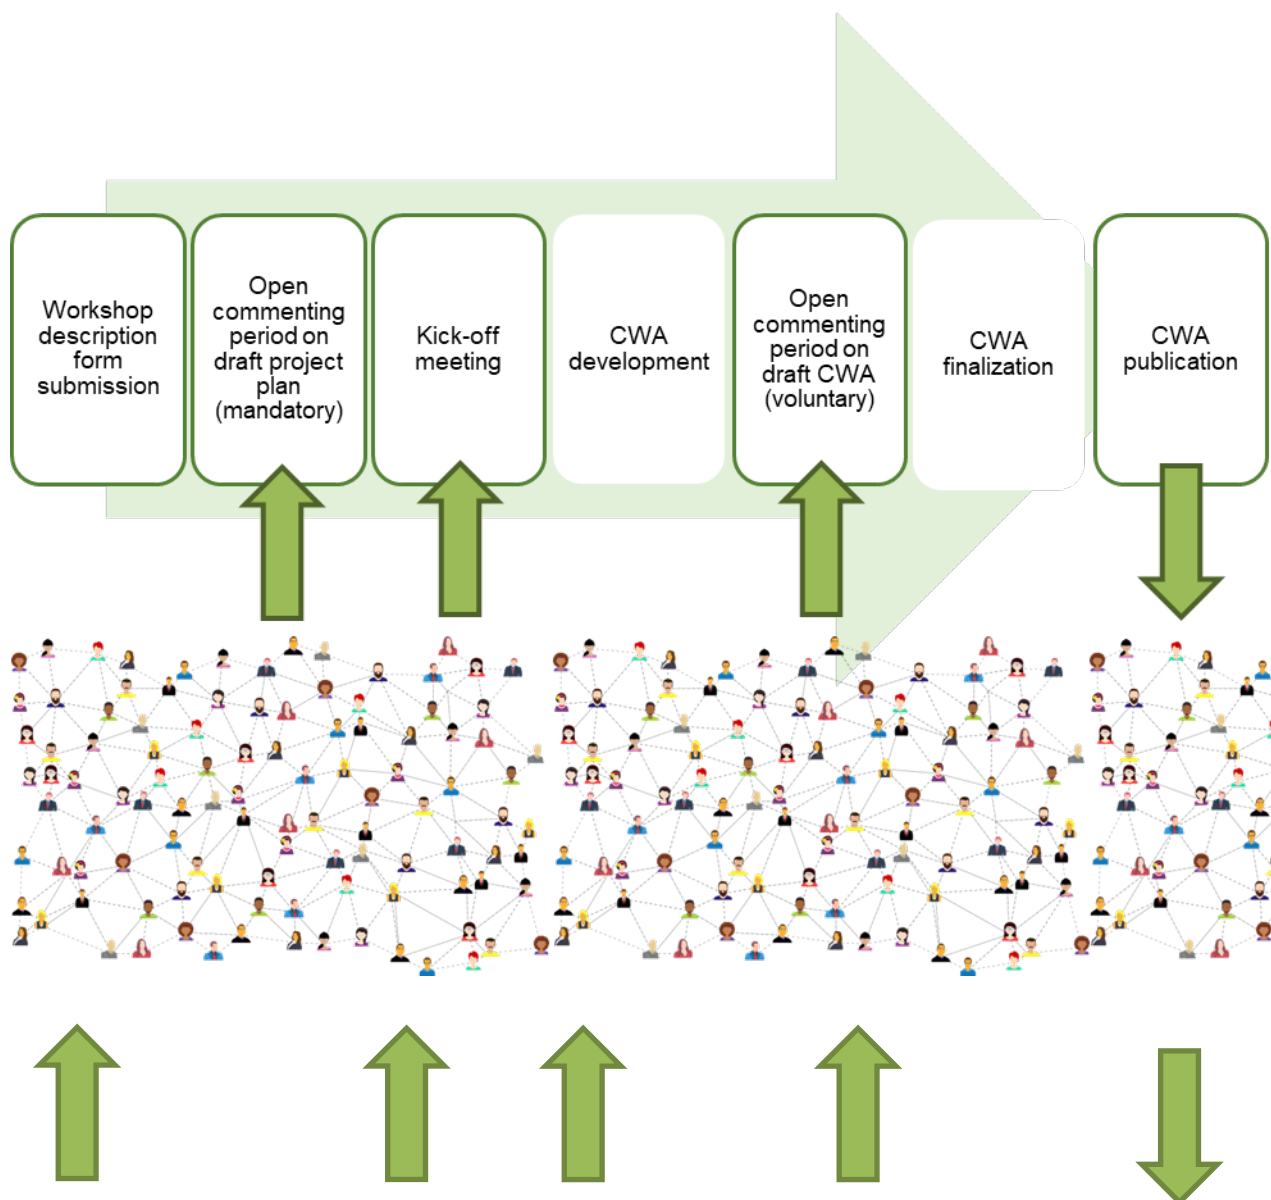 Workshop
description
form
submission
Open
commenting
period on
draft project
plan
(mandatory)
Kick-off
meeting
CWA
development
Open
commenting
period on
draft CWA
(voluntary)
CWA
finalization
CWA
publication